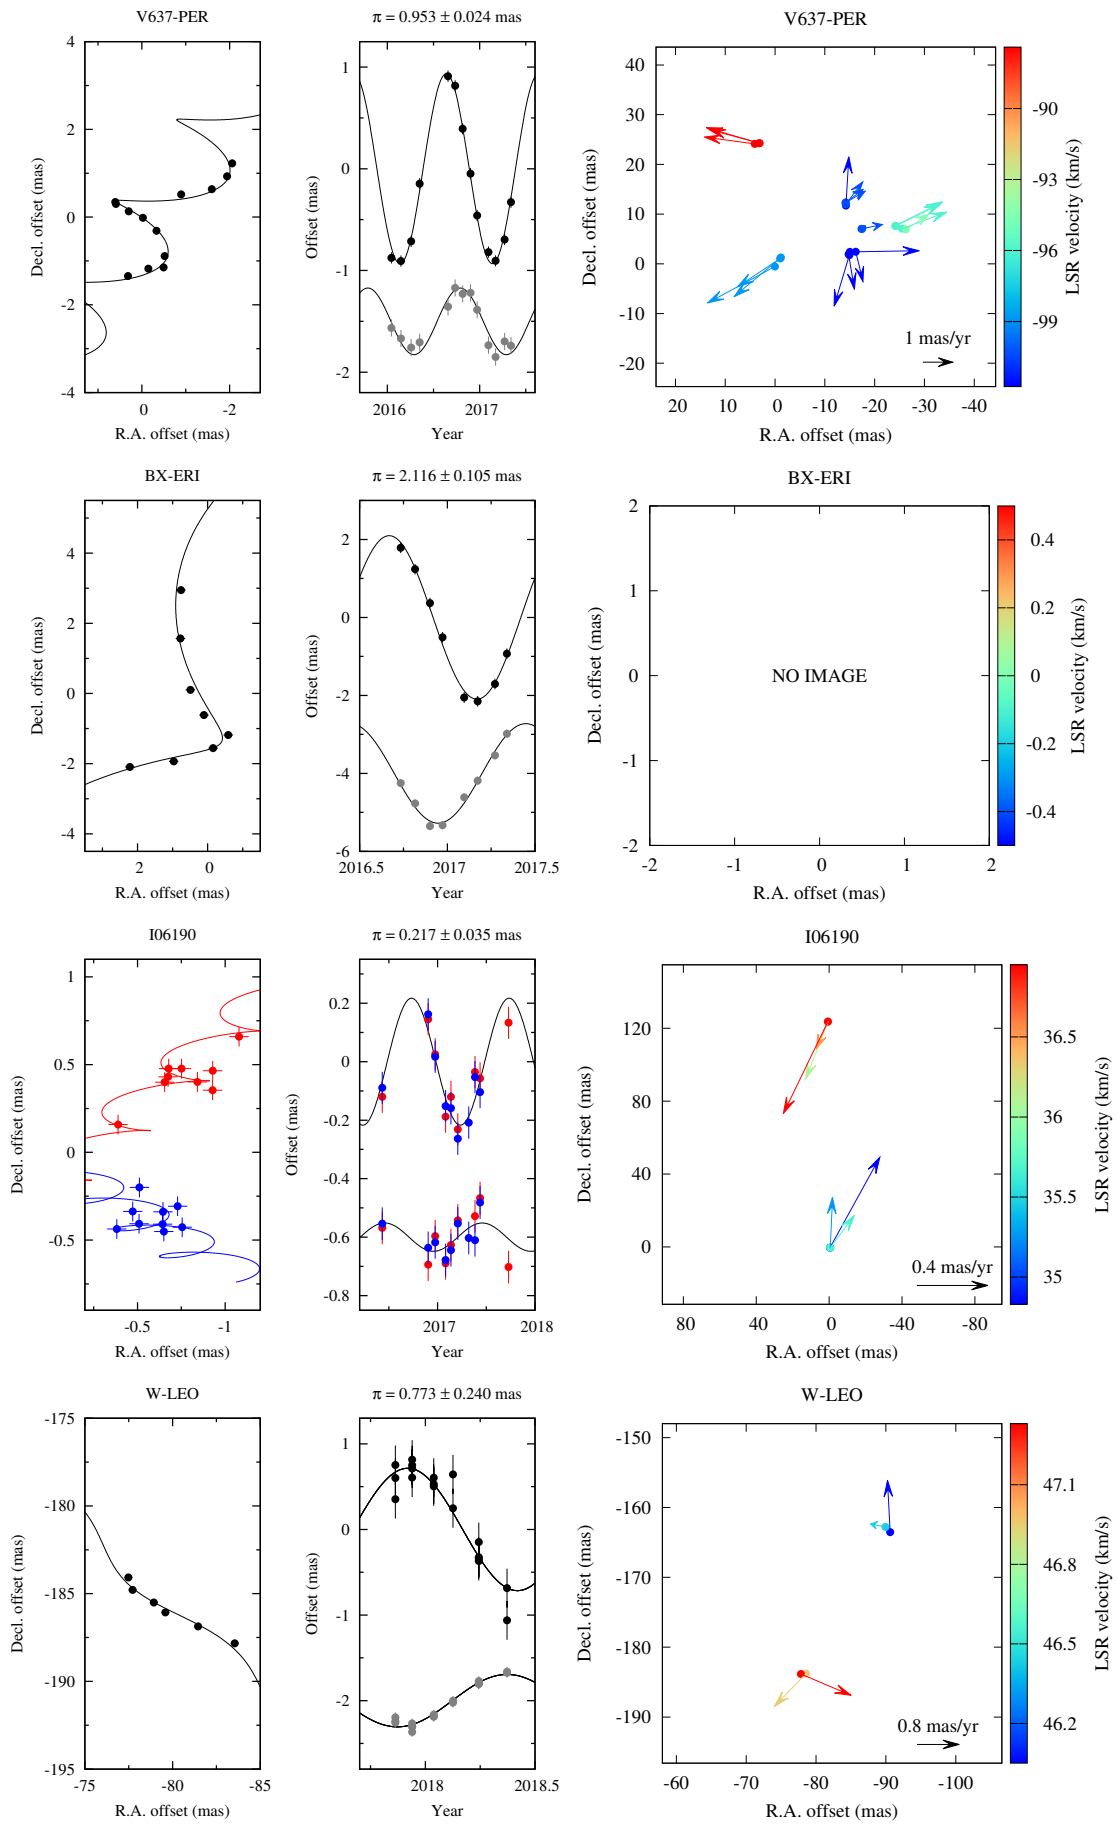 V637-PER
4
2
0
-2
-4
0
-2
Decl. offset (mas)
R.A. offset (mas)
π = 0.953 ± 0.024 mas
1
0
-1
-2
2016
2017
Offset (mas)
Year
V637-PER
40
30
20
10
0
-10
-20
20
10
0
-10
-20
-30
-40
1 mas/yr
Decl. offset (mas)
R.A. offset (mas)
-90
-93
-96
-99
LSR velocity (km/s)
BX-ERI
4
2
0
-2
-4
2
0
Decl. offset (mas)
R.A. offset (mas)
π = 2.116 ± 0.105 mas
2
0
-2
-4
-6
2016.5
2017
2017.5
Offset (mas)
Year
BX-ERI
2
1
0
-1
-2
-2
-1
0
1
2
NO IMAGE
Decl. offset (mas)
R.A. offset (mas)
0.4
0.2
0
-0.2
-0.4
LSR velocity (km/s)
I06190
1
0.5
0
-0.5
-0.5
-1
Decl. offset (mas)
R.A. offset (mas)
π = 0.217 ± 0.035 mas
0.2
0
-0.2
-0.4
-0.6
-0.8
2017
2018
Offset (mas)
Year
I06190
120
80
40
0
80
40
0
-40
-80
0.4 mas/yr
Decl. offset (mas)
R.A. offset (mas)
36.5
36
35.5
35
LSR velocity (km/s)
W-LEO
-175
-180
-185
-190
-195
-75
-80
-85
Decl. offset (mas)
R.A. offset (mas)
π = 0.773 ± 0.240 mas
1
0
-1
-2
2018
2018.5
Offset (mas)
Year
W-LEO
-150
-160
-170
-180
-190
-60
-70
-80
-90
-100
0.8 mas/yr
Decl. offset (mas)
R.A. offset (mas)
47.1
46.8
46.5
46.2
LSR velocity (km/s)